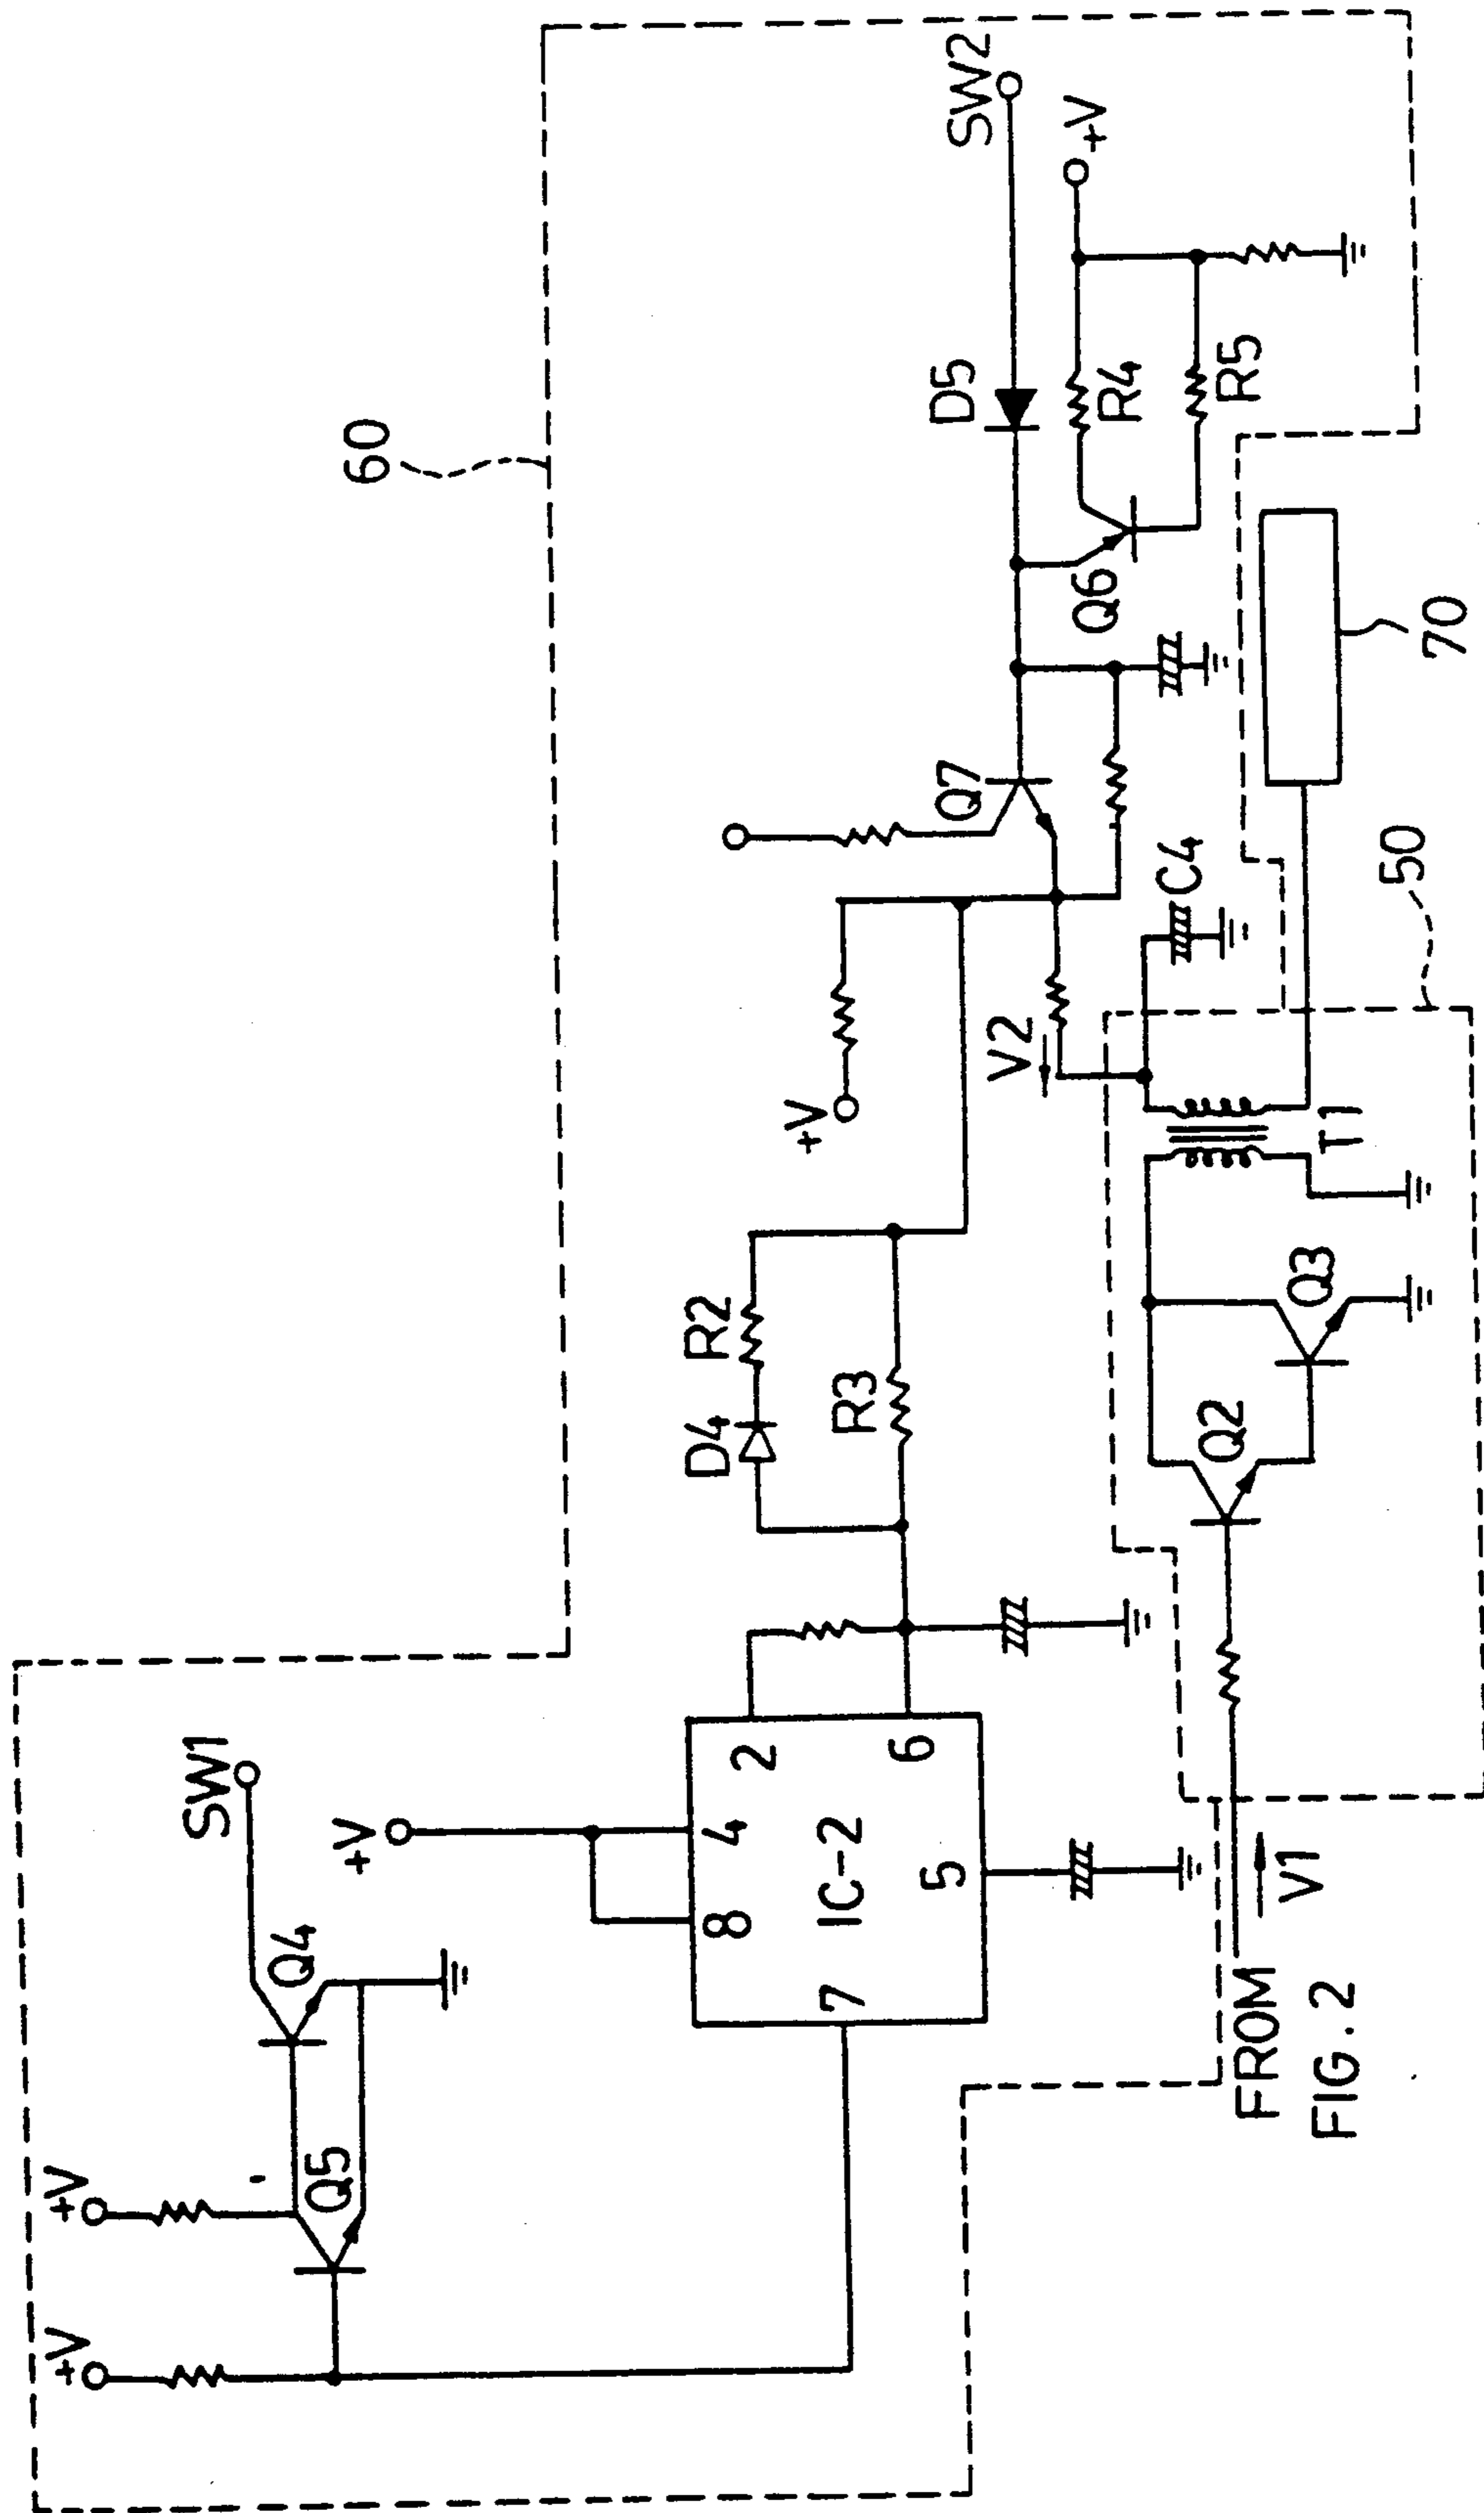 +V
+V
Q5
Q4
SW1
+V
8
4
7
IC-2
2
5
6
D4
R2
R3
+V
60
Q7
V2
C4
D5
SW2
+V
Q6
R4
R5
70
50
T1
Q2
Q3
V1
FROM
FIG.2